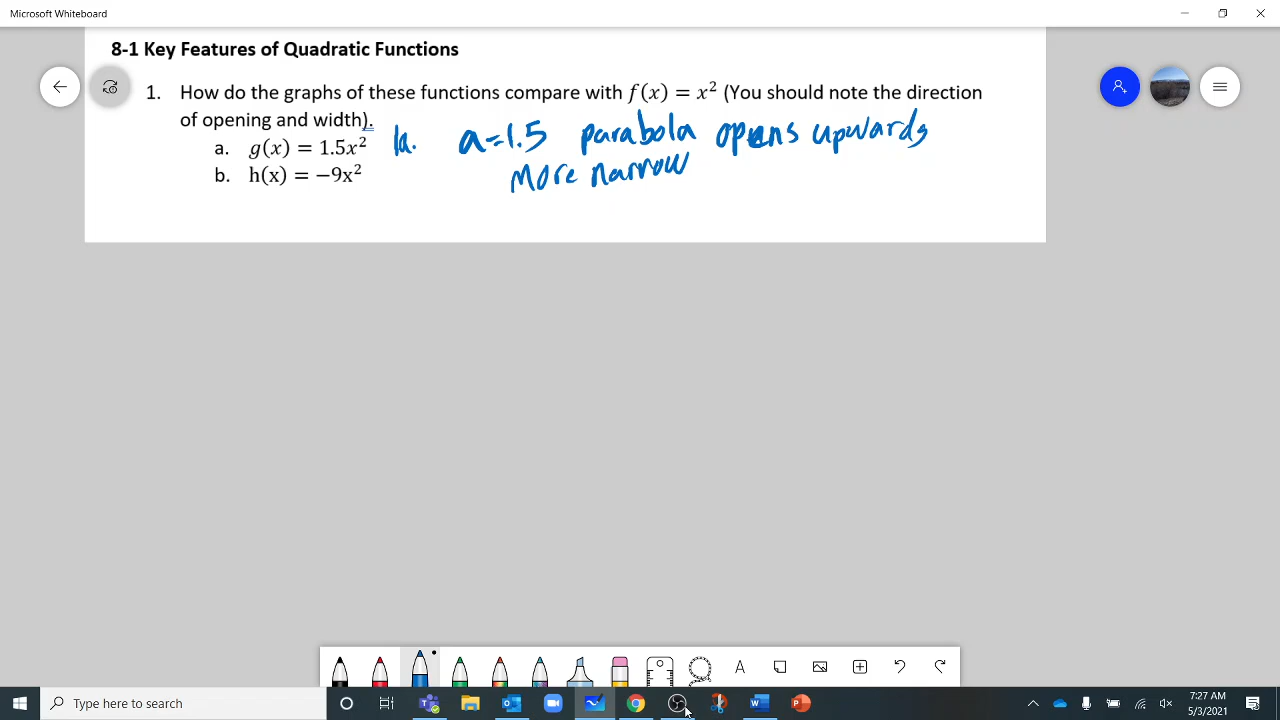 Microsoft Whiteboard
8-1 Key Features of Quadratic Functions
1. How do the graphs of these functions compare with f(x) = x² (You should note the direction
of opening and width).
a. g(x) = 1.5x²
1a. a=1.5 parabola opens upwards
more narrow
b. h(x) = −9x²
A
Type here to search
7:27 AM
5/3/2021